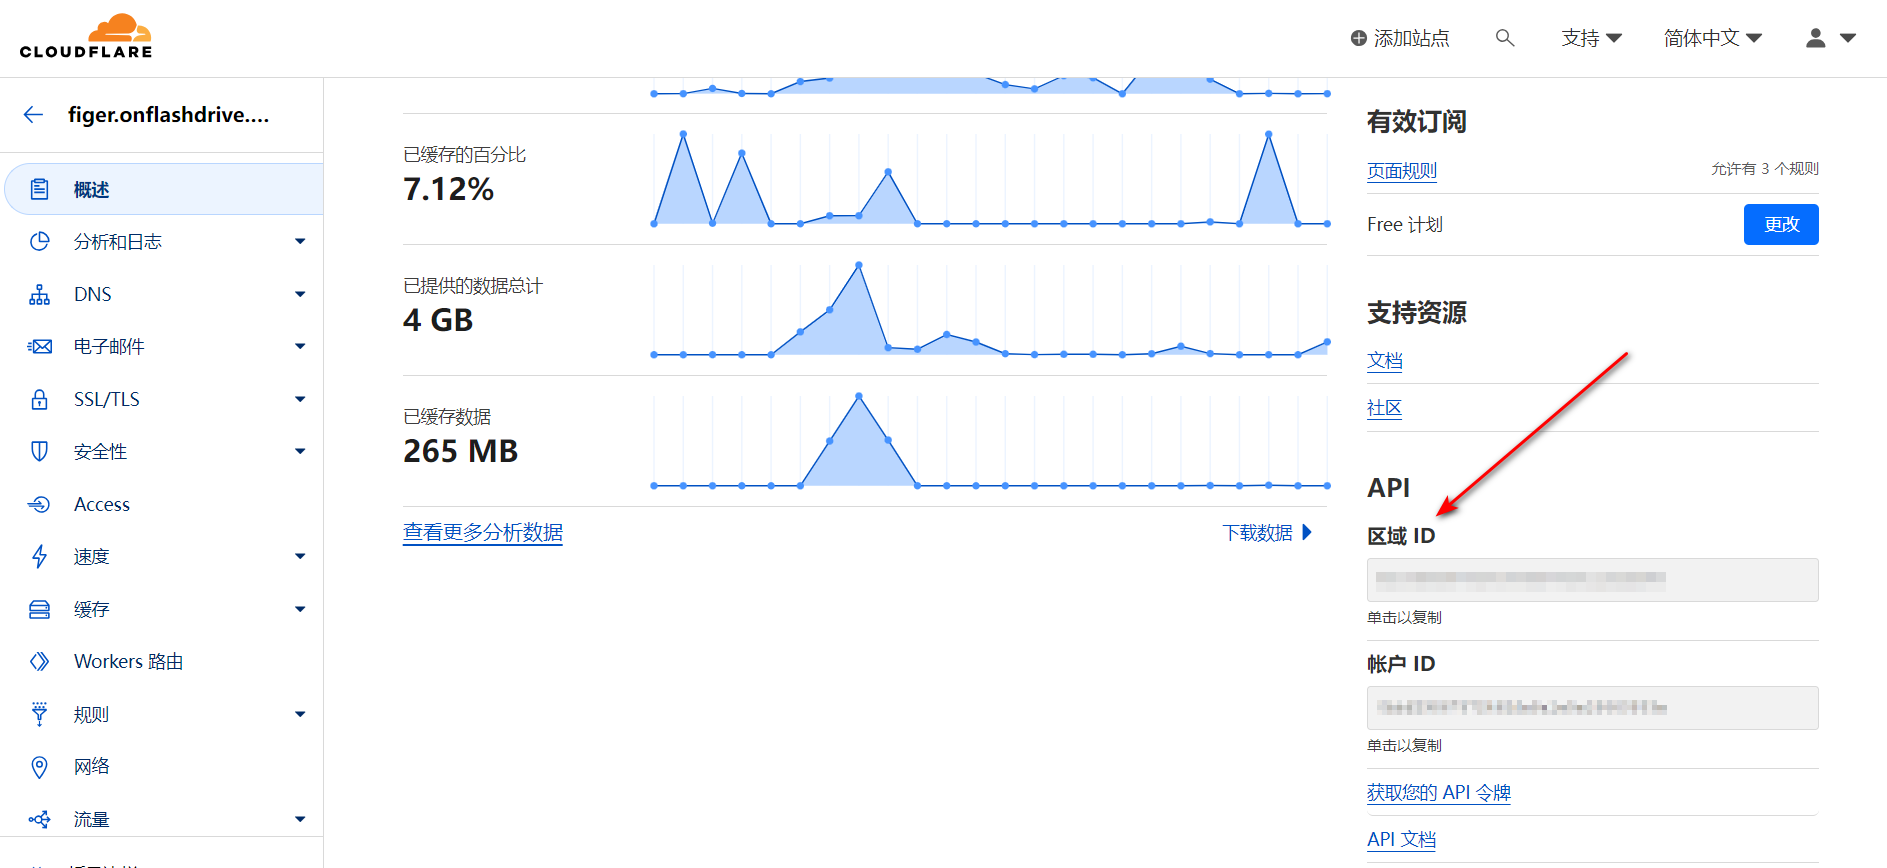 CLOUDFLARE
添加站点
支持
简体中文
figer.onflashdrive....
概述
分析和日志
DNS
电子邮件
SSL/TLS
安全性
Access
速度
缓存
Workers 路由
规则
网络
流量
已缓存的百分比
7.12%
已提供的数据总计
4 GB
已缓存数据
265 MB
查看更多分析数据
下载数据
有效订阅
页面规则
允许有 3 个规则
Free 计划
更改
支持资源
文档
社区
API
区域 ID
单击以复制
帐户 ID
单击以复制
获取您的 API 令牌
API 文档